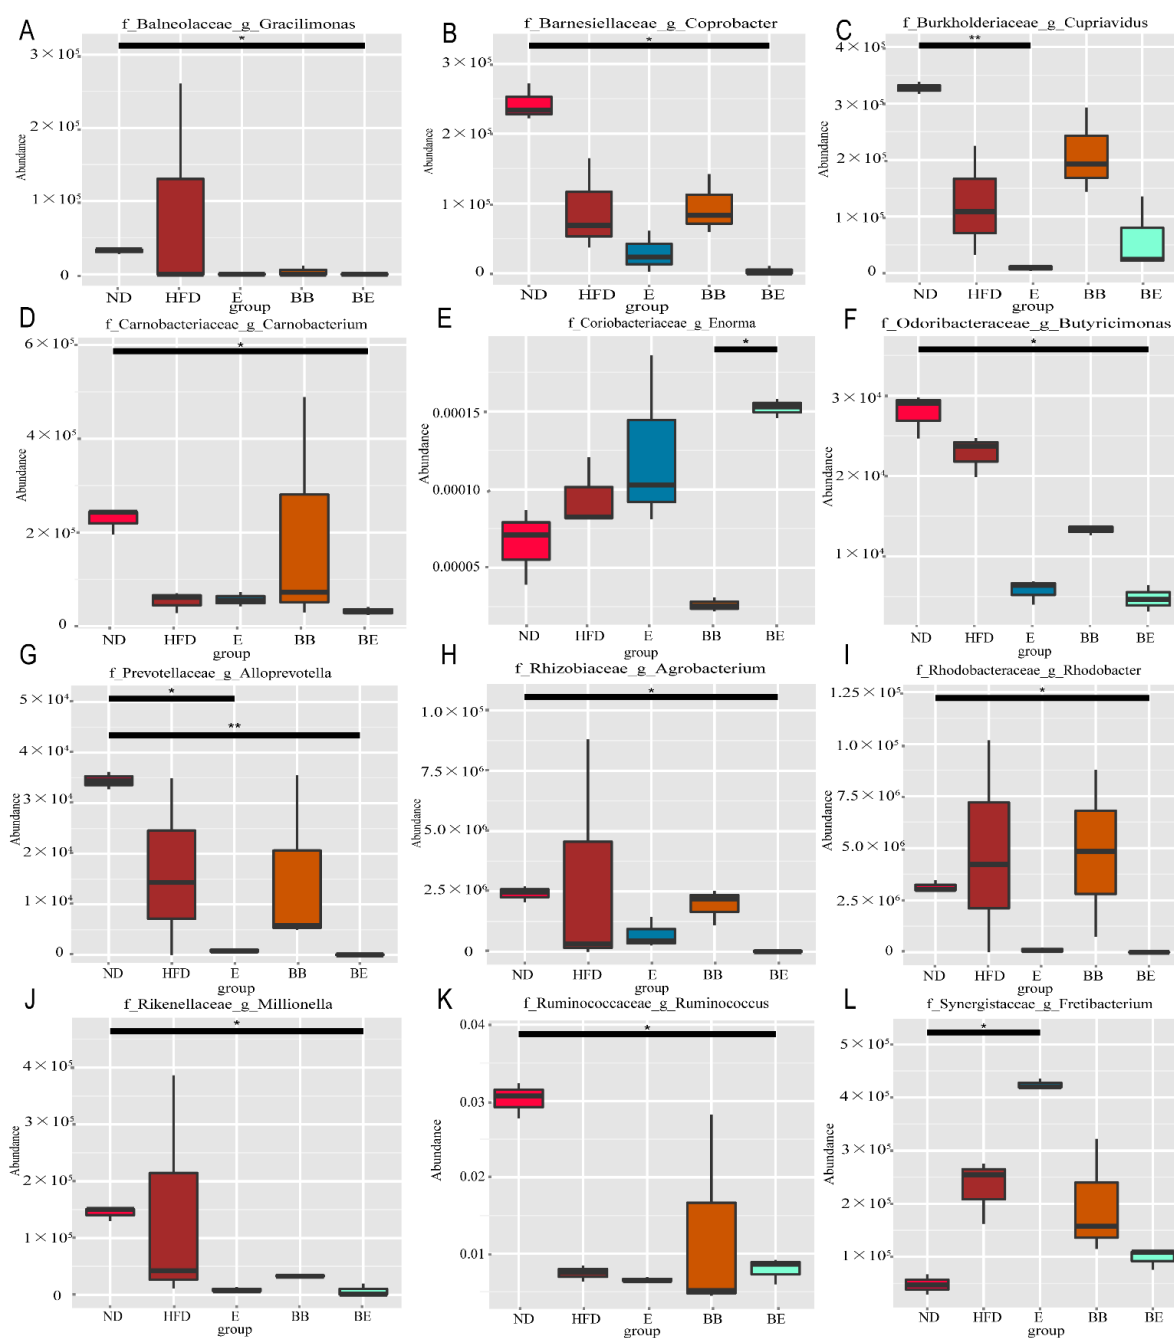 A
f_Balneolaceae_g_Gracilimonas
*
3×10⁵
2×10⁵
1×10⁵
0
Abundance
ND HFD E BB BE
group
B
f_Barnesiellaceae_g_Coprobacter
*
3×10⁵
2×10⁵
1×10⁵
0
Abundance
ND HFD E BB BE
group
C
f_Burkholderiaceae_g_Cupriavidus
**
4×10⁵
3×10⁵
2×10⁵
1×10⁵
0
Abundance
ND HFD E BB BE
group
D
f_Carnobacteriaceae_g_Carnobacterium
*
6×10⁵
4×10⁵
2×10⁵
0
Abundance
ND HFD E BB BE
group
E
f_Coriobacteriaceae_g_Enorma
*
0.00015
0.00010
0.00005
Abundance
ND HFD E BB BE
group
F
f_Odoribacteraceae_g_Butyricimonas
*
3×10⁴
2×10⁴
1×10⁴
Abundance
ND HFD E BB BE
group
G
f_Prevotellaceae_g_Alloprevotella
*
**
5×10⁴
4×10⁴
3×10⁴
2×10⁴
1×10⁴
0
Abundance
ND HFD E BB BE
group
H
f_Rhizobiaceae_g_Agrobacterium
*
1.0×10⁵
7.5×10⁶
5.0×10⁶
2.5×10⁶
0
Abundance
ND HFD E BB BE
group
I
f_Rhodobacteraceae_g_Rhodobacter
*
1.25×10⁵
1.0×10⁵
7.5×10⁶
5.0×10⁶
2.5×10⁶
0
Abundance
ND HFD E BB BE
group
J
f_Rikenellaceae_g_Millionella
*
4×10⁵
3×10⁵
2×10⁵
1×10⁵
0
Abundance
ND HFD E BB BE
group
K
f_Ruminococcaceae_g_Ruminococcus
*
0.04
0.03
0.02
0.01
Abundance
ND HFD E BB BE
group
L
f_Synergistaceae_g_Fretibacterium
*
5×10⁵
4×10⁵
3×10⁵
2×10⁵
1×10⁵
Abundance
ND HFD E BB BE
group